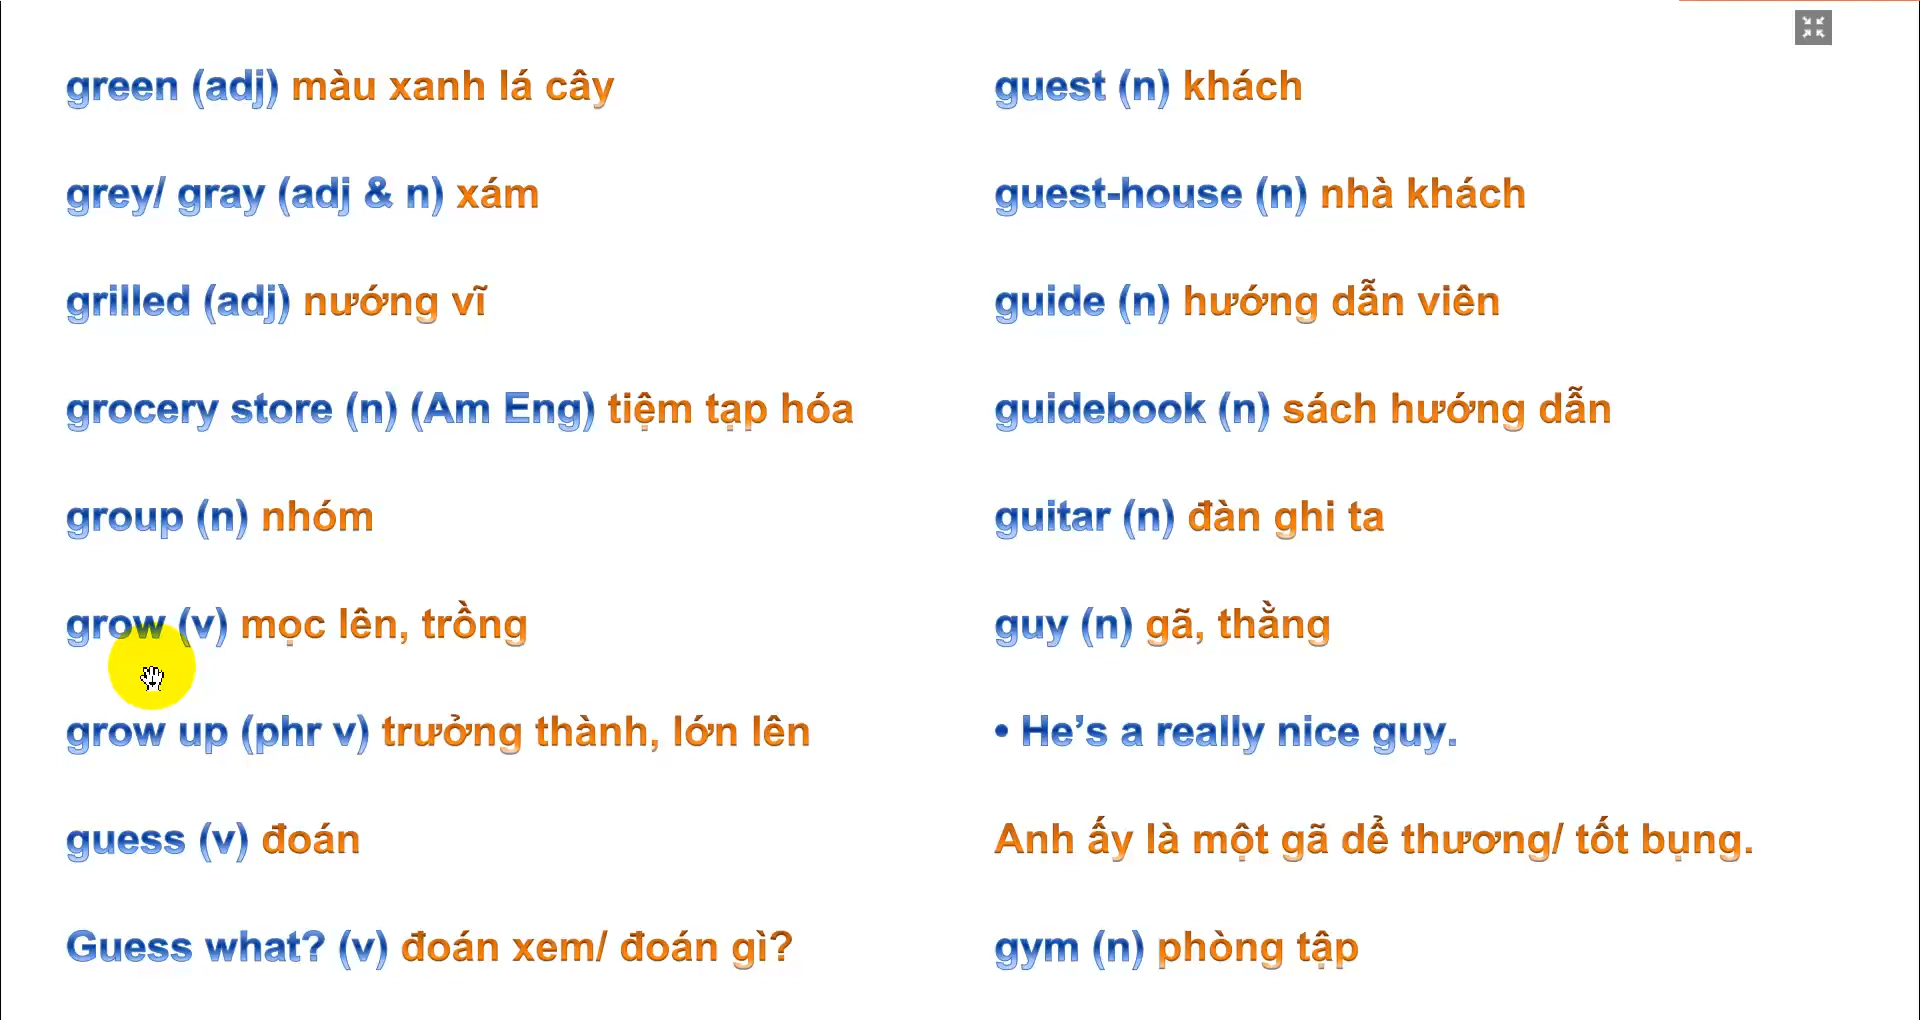 green (adj) màu xanh lá cây
grey/ gray (adj & n) xám
grilled (adj) nướng vĩ
grocery store (n) (Am Eng) tiệm tạp hóa
group (n) nhóm
grow (v) mọc lên, trồng
grow up (phr v) trưởng thành, lớn lên
guess (v) đoán
Guess what? (v) đoán xem/ đoán gì?
guest (n) khách
guest-house (n) nhà khách
guide (n) hướng dẫn viên
guidebook (n) sách hướng dẫn
guitar (n) đàn ghi ta
guy (n) gã, thằng
• He’s a really nice guy.
Anh ấy là một gã dể thương/ tốt bụng.
gym (n) phòng tập